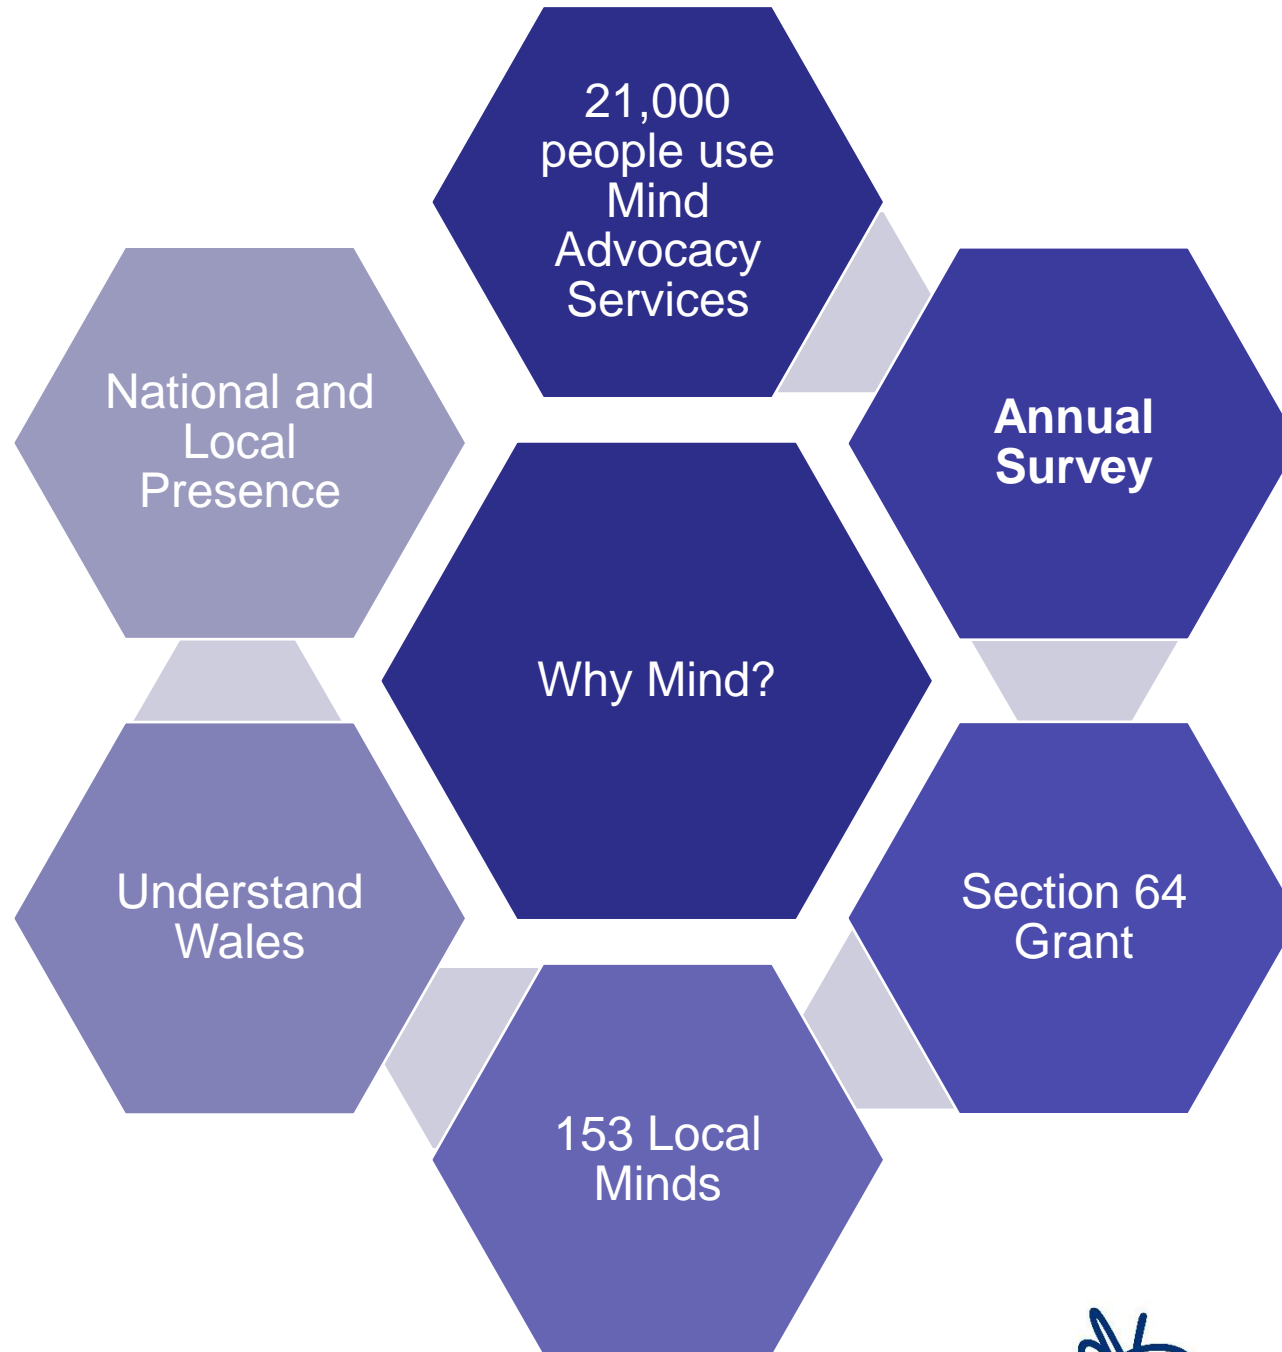 21,000
people use
Mind
Advocacy
Services
Annual
Survey
Section 64
Grant
153 Local
Minds
Understand
Wales
National and
Local
Presence
Why Mind?